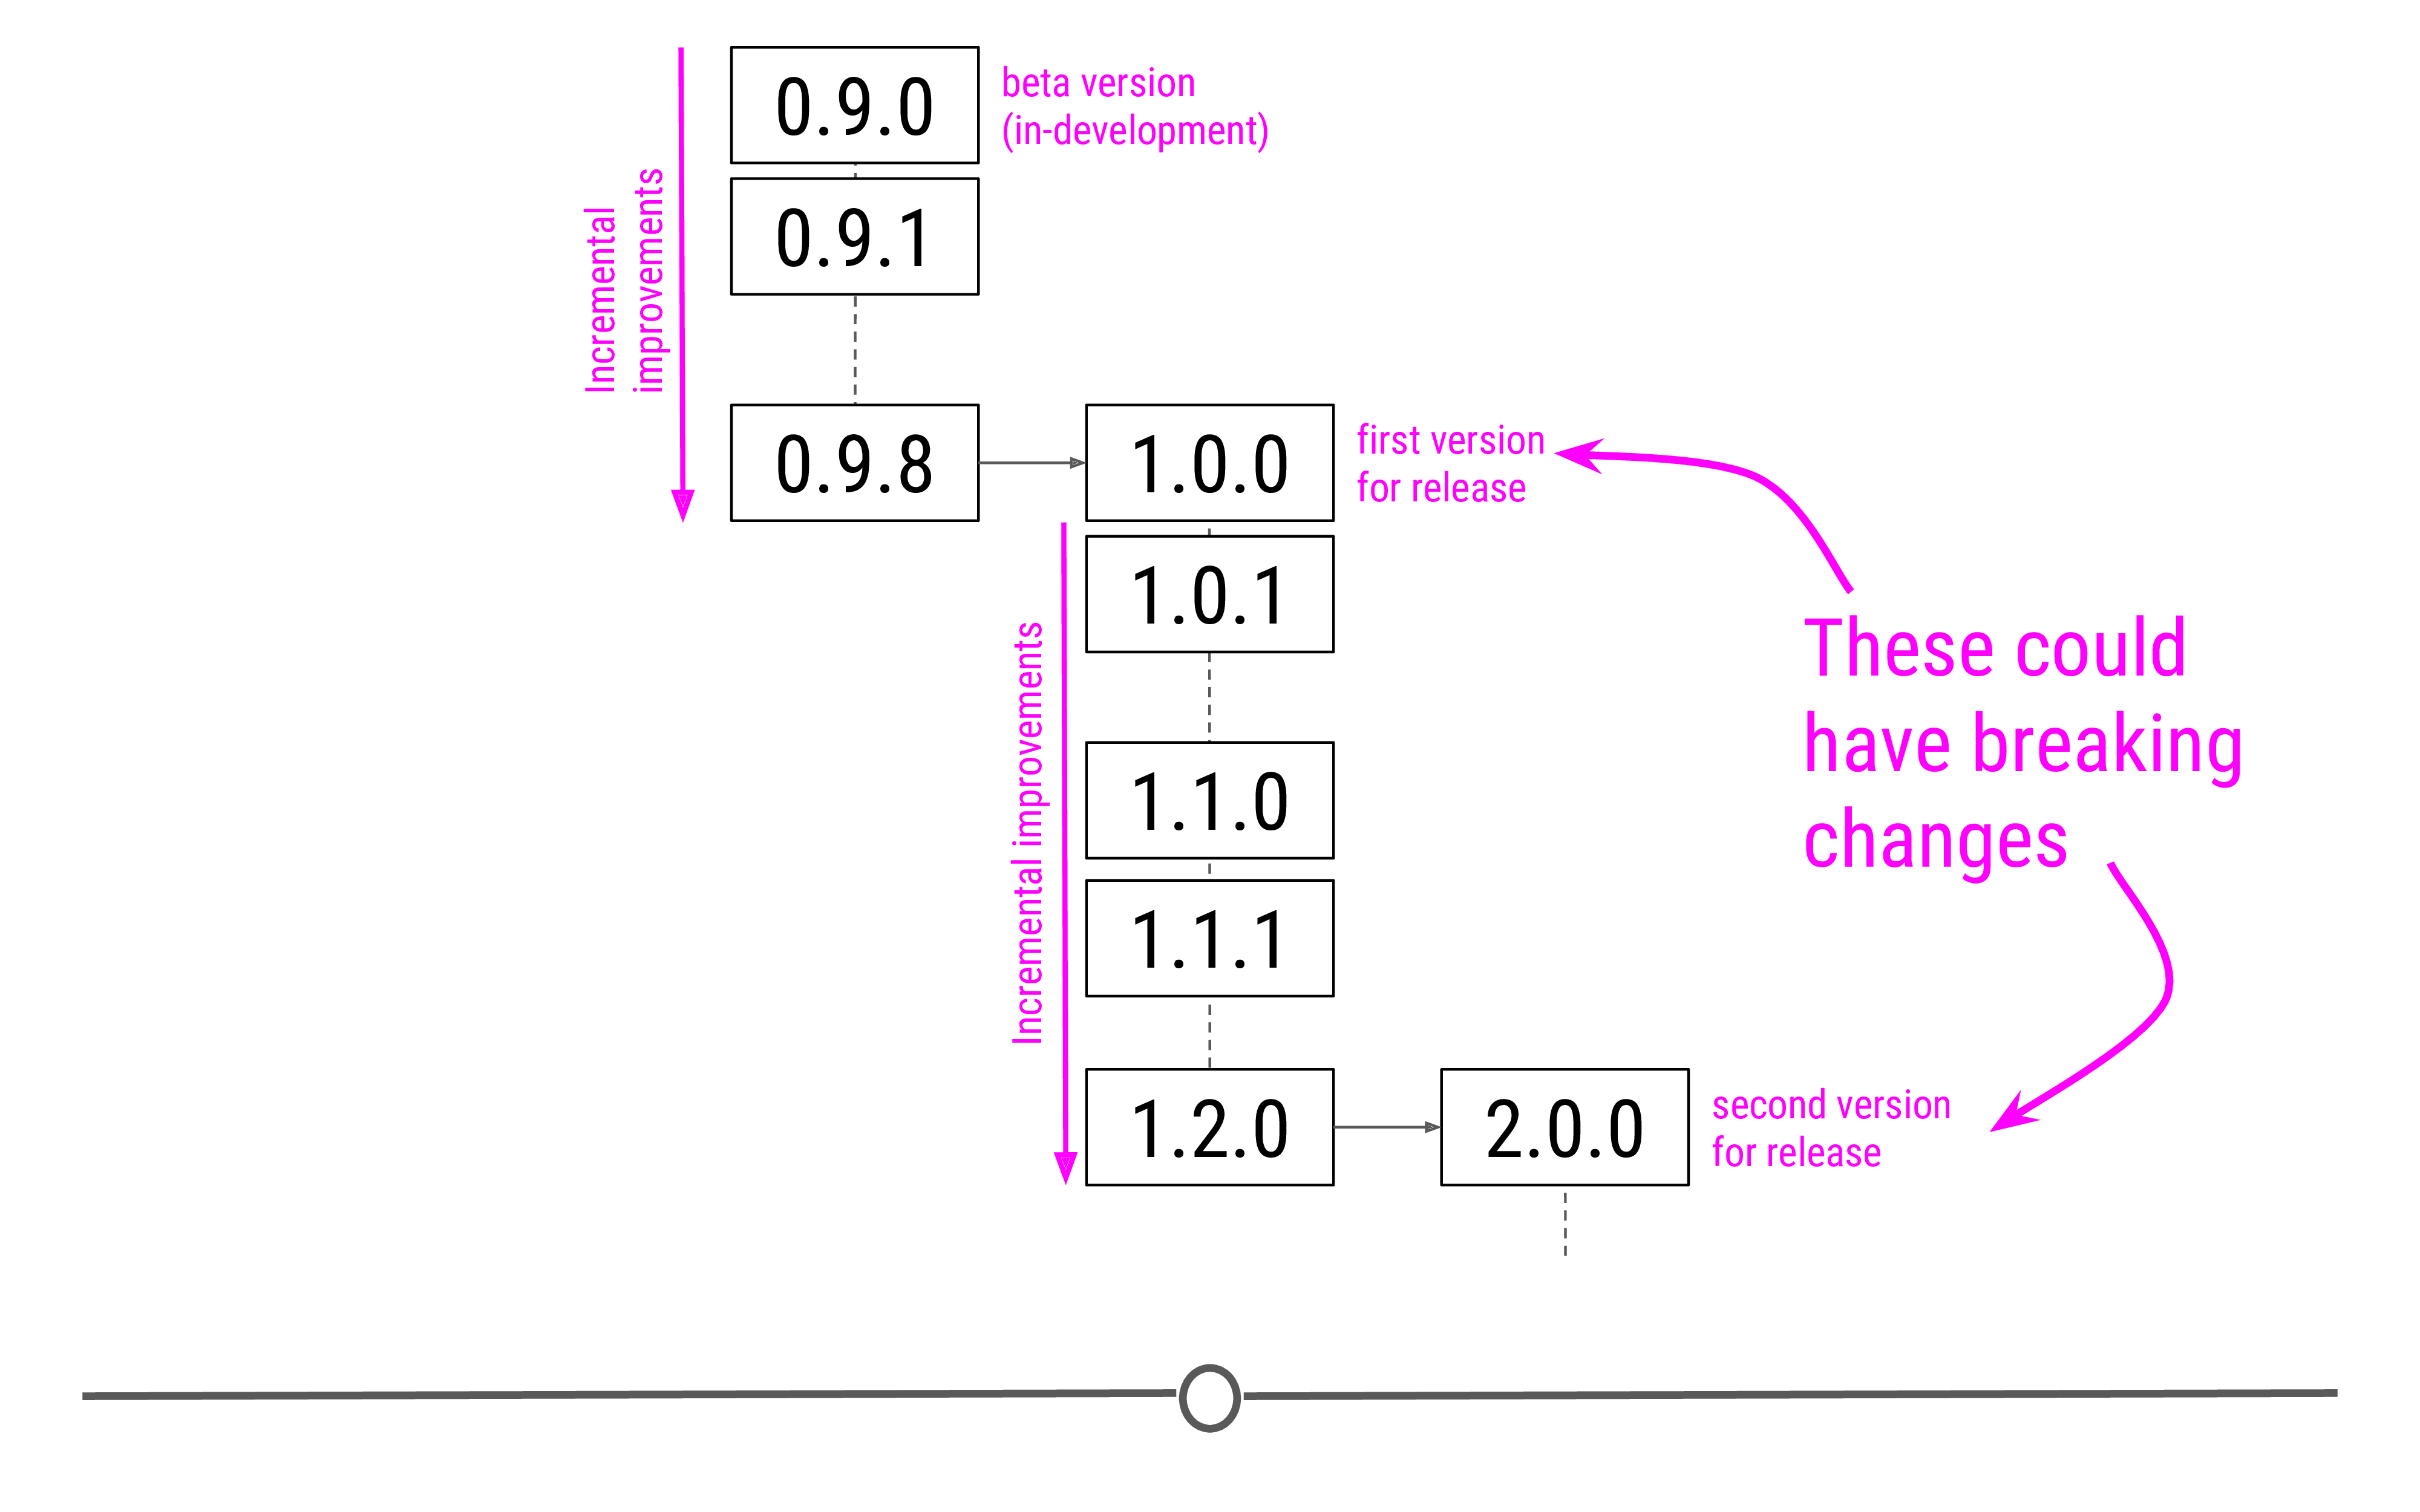 0.9.0
beta version
(in-development)
0.9.1
Incremental
improvements
0.9.8
1.0.0
first version
for release
1.0.1
These could
have breaking
changes
Incremental improvements
1.1.0
1.1.1
1.2.0
2.0.0
second version
for release